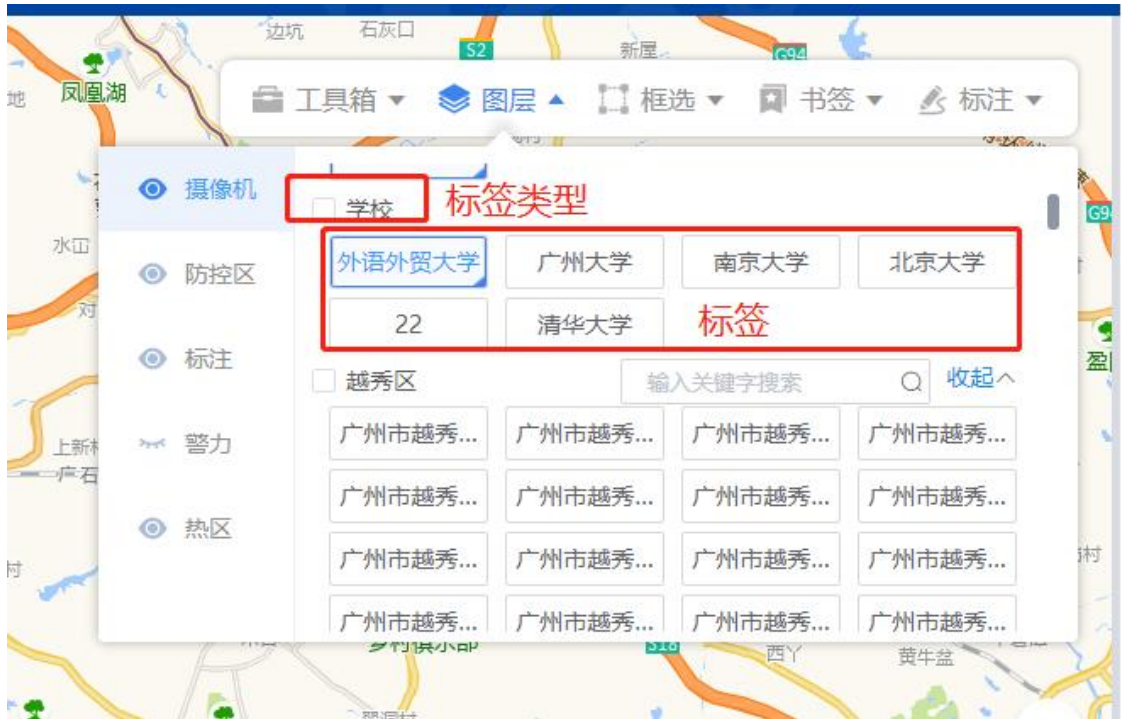 边坑
石灰口
S2
新屋
G94
凤凰湖
地
工具箱
图层
框选
书签
标注
摄像机
学校
标签类型
水㘵
防控区
外语外贸大学
广州大学
南京大学
北京大学
22
清华大学
标签
对
标注
越秀区
输入关键字搜索
收起
盈
警力
广州市越秀...
广州市越秀...
广州市越秀...
广州市越秀...
广州市越秀...
广州市越秀...
广州市越秀...
广州市越秀...
热区
广州市越秀...
广州市越秀...
广州市越秀...
广州市越秀...
村
广州市越秀...
广州市越秀...
广州市越秀...
广州市越秀...
乡村俱乐部
S18
西丫
黄牛盆